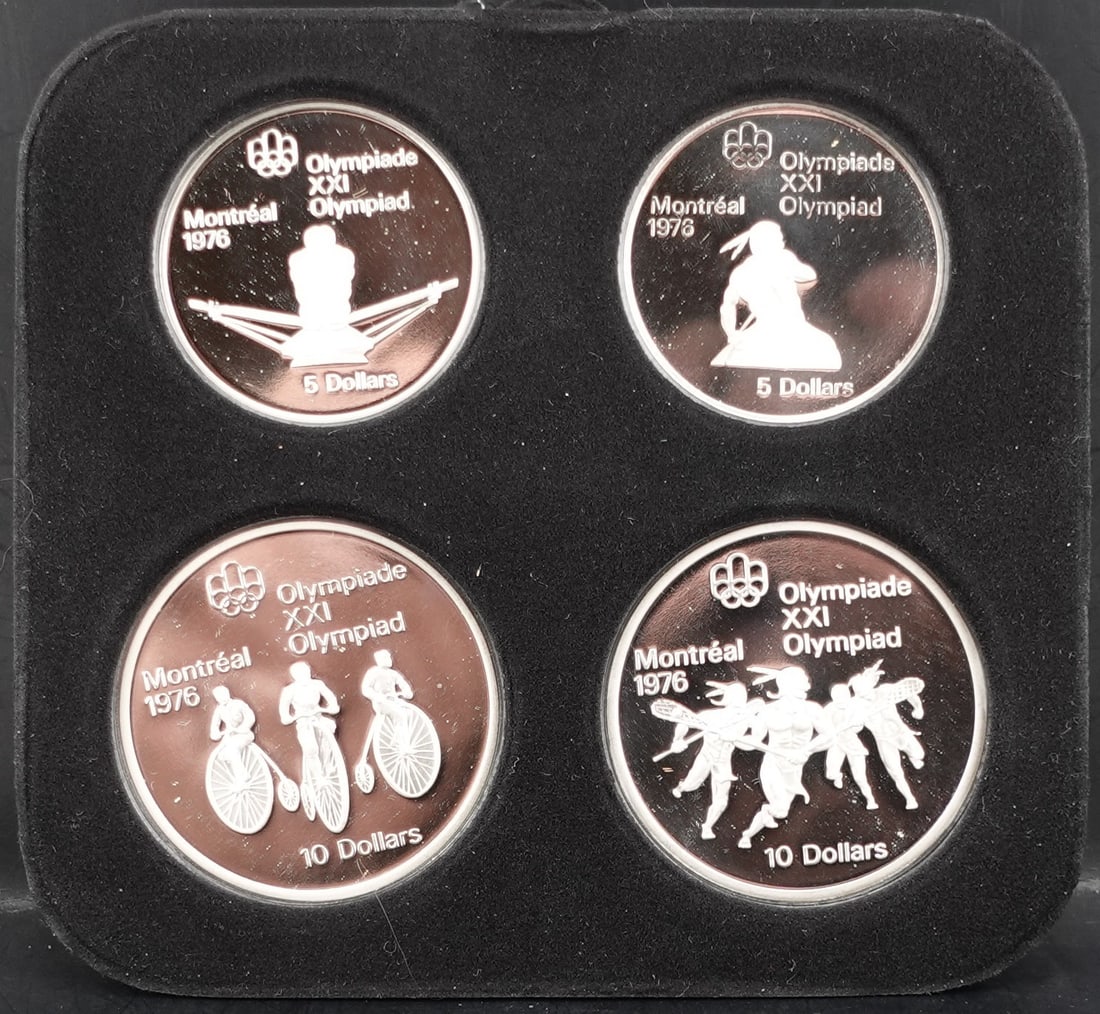 Olympiade
XXI
Olympiad
Montréal
1976
5 Dollars
Olympiade
XXI
Olympiad
Montréal
1976
5 Dollars
Olympiade
XXI
Olympiad
Montréal
1976
10 Dollars
Olympiade
XXI
Olympiad
Montréal
1976
10 Dollars